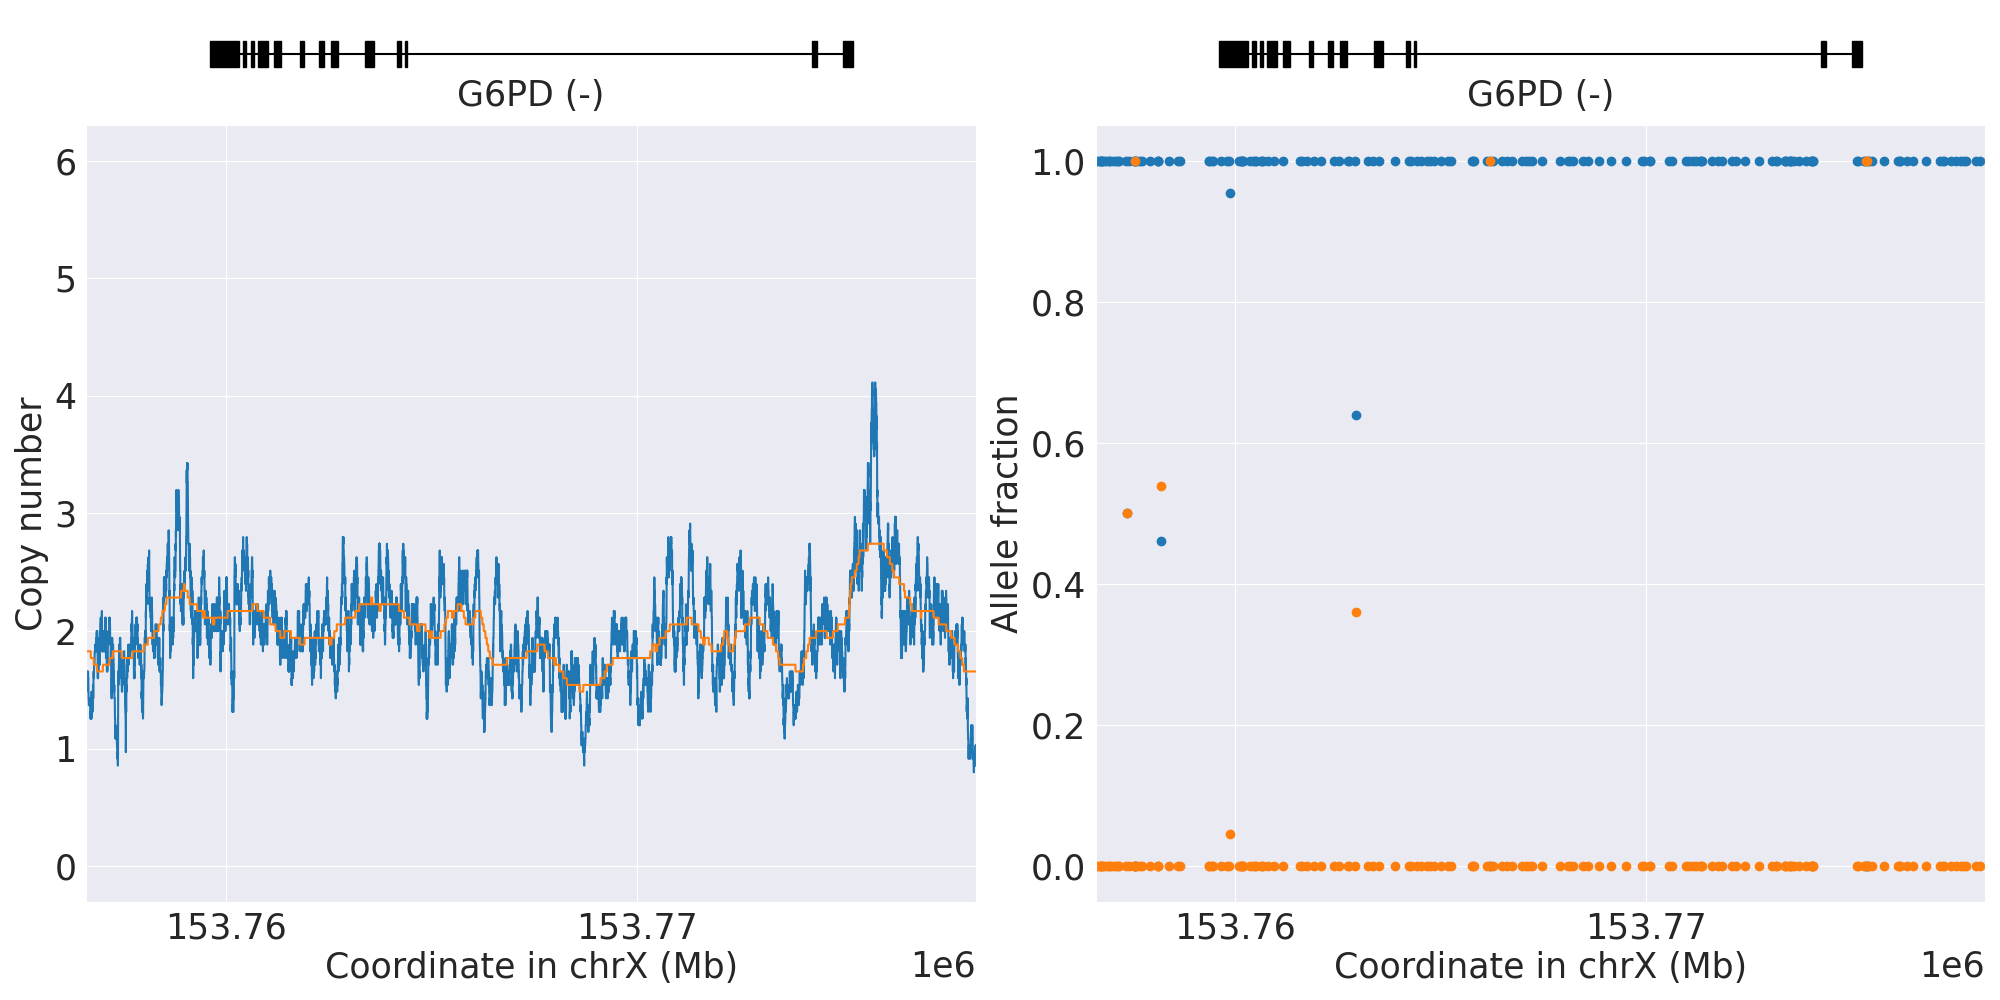 G6PD (-)
6
5
4
3
2
1
0
Copy number
153.76
153.77
Coordinate in chrX (Mb)
1e6
G6PD (-)
1.0
0.8
0.6
0.4
0.2
0.0
Allele fraction
153.76
153.77
Coordinate in chrX (Mb)
1e6